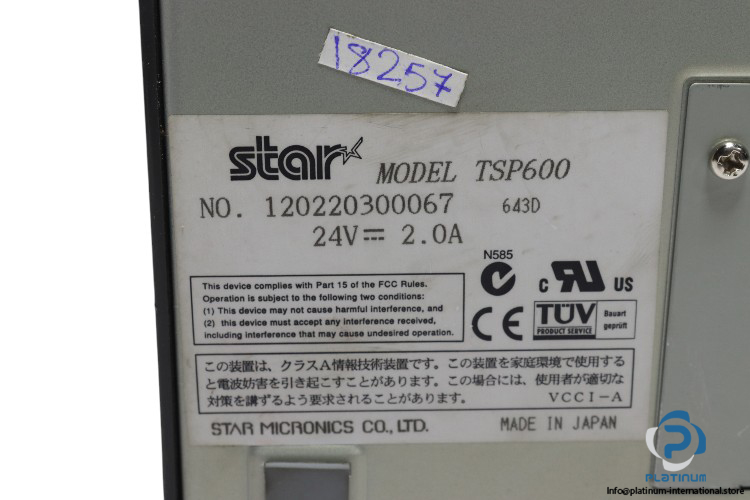 18257
star MODEL TSP600
NO. 120220300067 643D
24V 2.0A
N585
C UL US
This device complies with Part 15 of the FCC Rules.
Operation is subject to the following two conditions:
(1) This device may not cause harmful interference, and
(2) this device must accept any interference received,
including interference that may cause undesired operation.
CE TÜV Bauart
PRODUCT SERVICE geprüft
この装置は、クラスA情報技術装置です。この装置を家庭環境で使用する
と電波妨害を引き起こすことがあります。この場合には、使用者が適切な
対策を講ずるよう要求されることがあります。 VCCI-A
STAR MICRONICS CO., LTD. MADE IN JAPAN
PLATINUM
Info@platinum-international.store